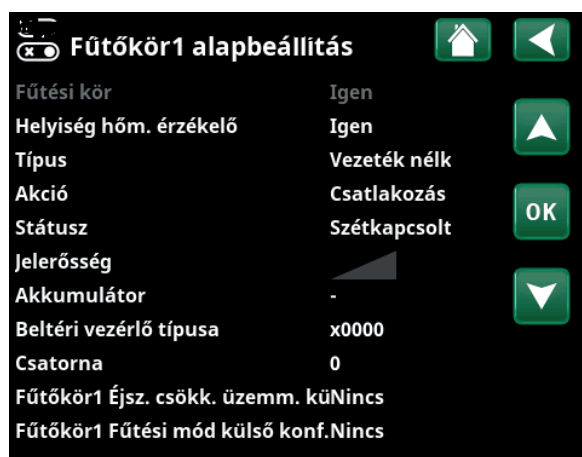 Fűtőkör1 alapbeállítás
Fűtési kör Igen
Helyiség hőm. érzékelő Igen
Típus Vezeték nélk
Akció Csatlakozás
Státusz Szétkapcsolt
OK
Jelerősség
Akkumulátor -
Beltéri vezérlő típusa x0000
Csatorna 0
Fűtőkör1 Éjsz. csökk. üzemm. küNincs
Fűtőkör1 Fűtési mód külső konf.Nincs